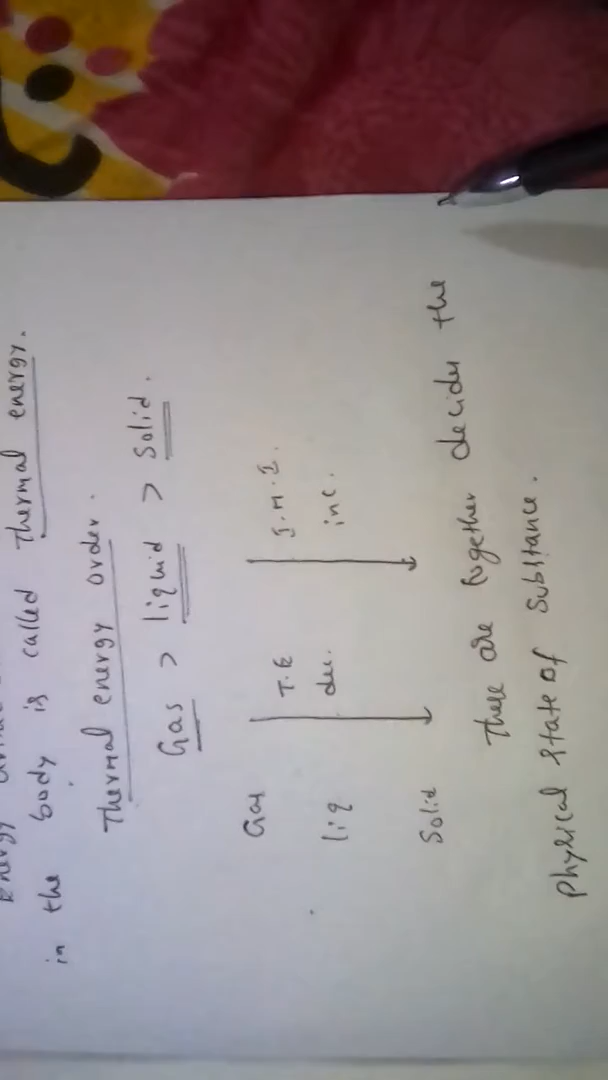 in the body is called Thermal energy.
Thermal energy order.
Gas > liquid > Solid.
Gas T.E I.M.I.
liq dec. inc.
Solid
These are together decides the
Physical state of Substance.